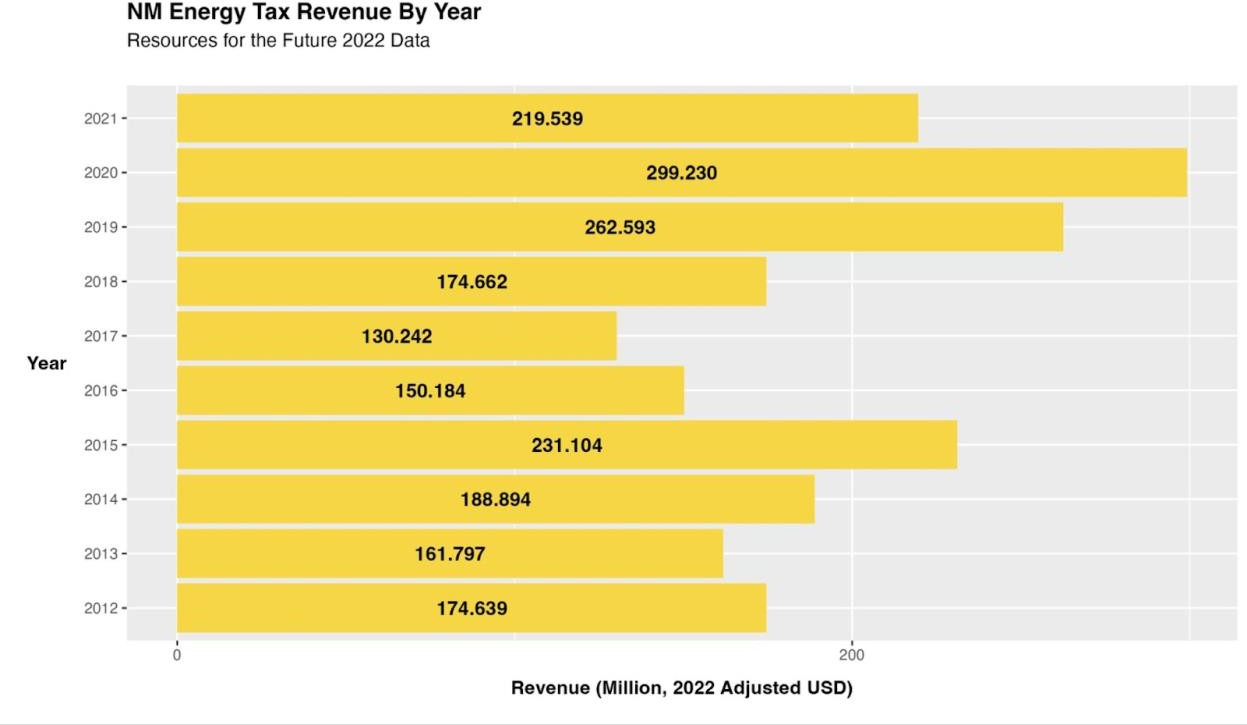 NM Energy Tax Revenue By Year
Resources for the Future 2022 Data
2021 219.539
2020 299.230
2019 262.593
2018 174.662
2017 130.242
Year
2016 150.184
2015 231.104
2014 188.894
2013 161.797
2012 174.639
0 200
Revenue (Million, 2022 Adjusted USD)